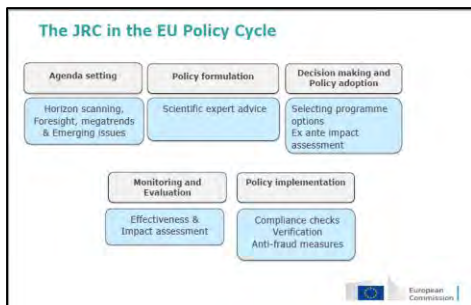 The JRC in the EU Policy Cycle
Agenda setting
Policy formulation
Decision making and
Policy adoption
Horizon scanning,
Foresight, megatrends
& Emerging issues
Scientific expert advice
Selecting programme
options
Ex ante impact
assessment
Monitoring and
Evaluation
Policy implementation
Effectiveness &
Impact assessment
Compliance checks
Verification
Anti-fraud measures
European
Commission